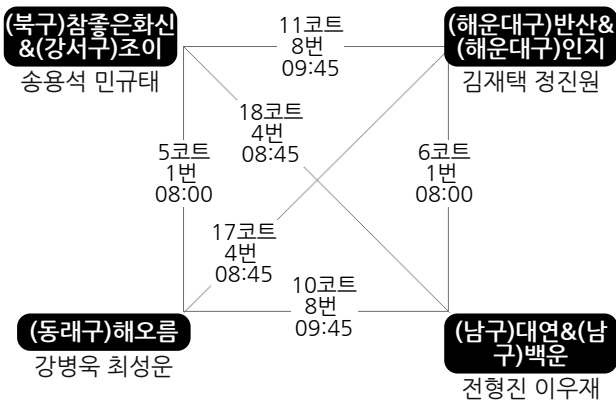 (북구)참좋은화신
&(강서구)조이
송용석 민규태
11코트
8번
09:45
(해운대구)반산&
(해운대구)인지
김재택 정진원
18코트
4번
08:45
5코트
1번
08:00
6코트
1번
08:00
17코트
4번
08:45
10코트
8번
09:45
(동래구)해오름
강병욱 최성운
(남구)대연&(남
구)백운
전형진 이우재